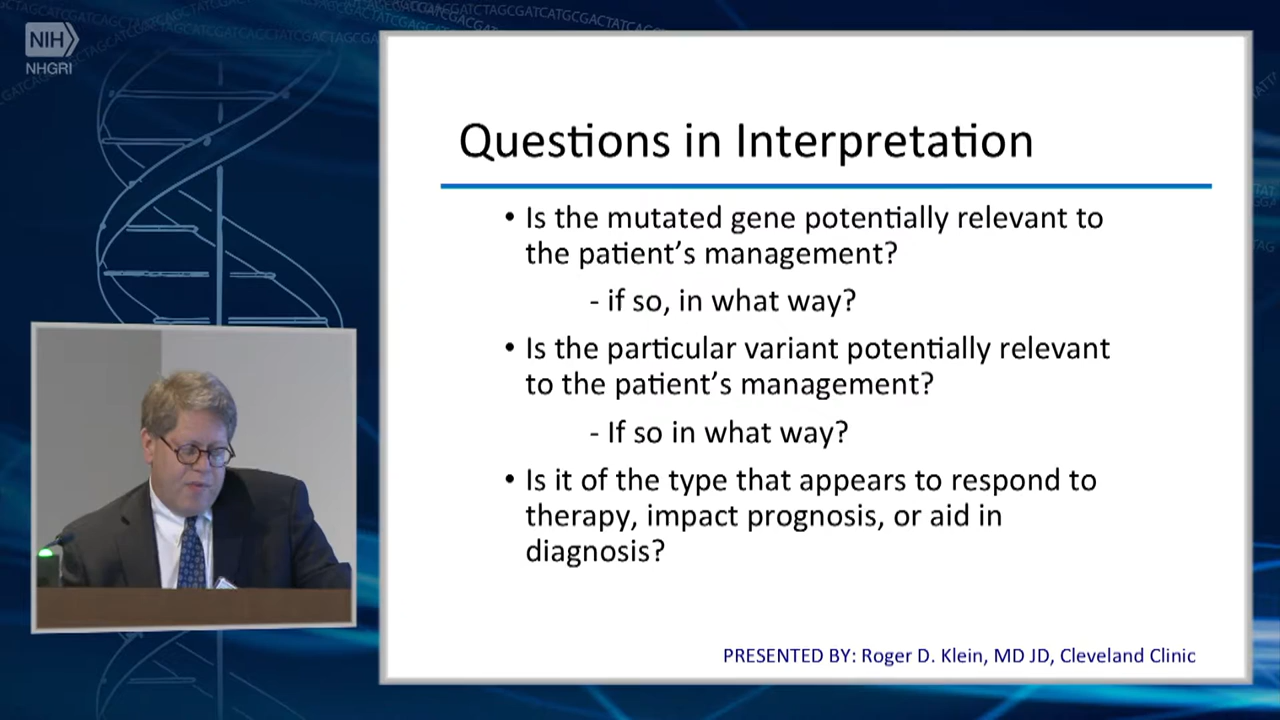 NIH
NHGRI
Questions in Interpretation
• Is the mutated gene potentially relevant to
the patient’s management?
- if so, in what way?
• Is the particular variant potentially relevant
to the patient’s management?
- If so in what way?
• Is it of the type that appears to respond to
therapy, impact prognosis, or aid in
diagnosis?
PRESENTED BY: Roger D. Klein, MD JD, Cleveland Clinic